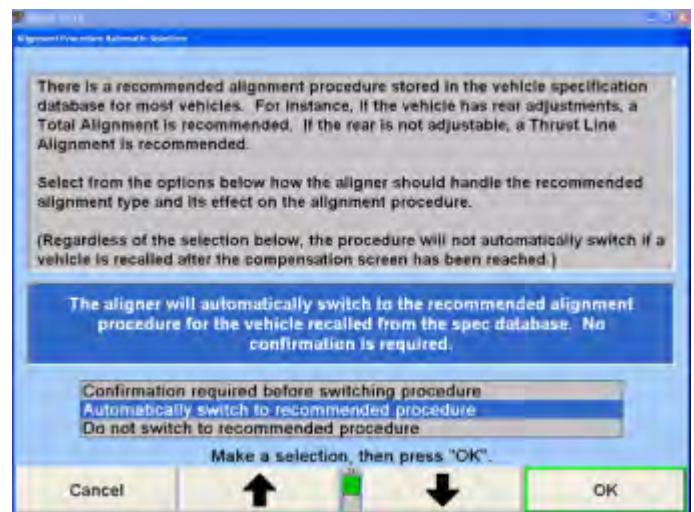 Alignment Procedure Automatic Selection
There is a recommended alignment procedure stored in the vehicle specification
database for most vehicles. For instance, if the vehicle has rear adjustments, a
Total Alignment is recommended. If the rear is not adjustable, a Thrust Line
Alignment is recommended.
Select from the options below how the aligner should handle the recommended
alignment type and its effect on the alignment procedure.
(Regardless of the selection below, the procedure will not automatically switch if a
vehicle is recalled after the compensation screen has been reached.)
The aligner will automatically switch to the recommended alignment
procedure for the vehicle recalled from the spec database. No
confirmation is required.
Confirmation required before switching procedure
Automatically switch to recommended procedure
Do not switch to recommended procedure
Make a selection, then press "OK".
Cancel
OK